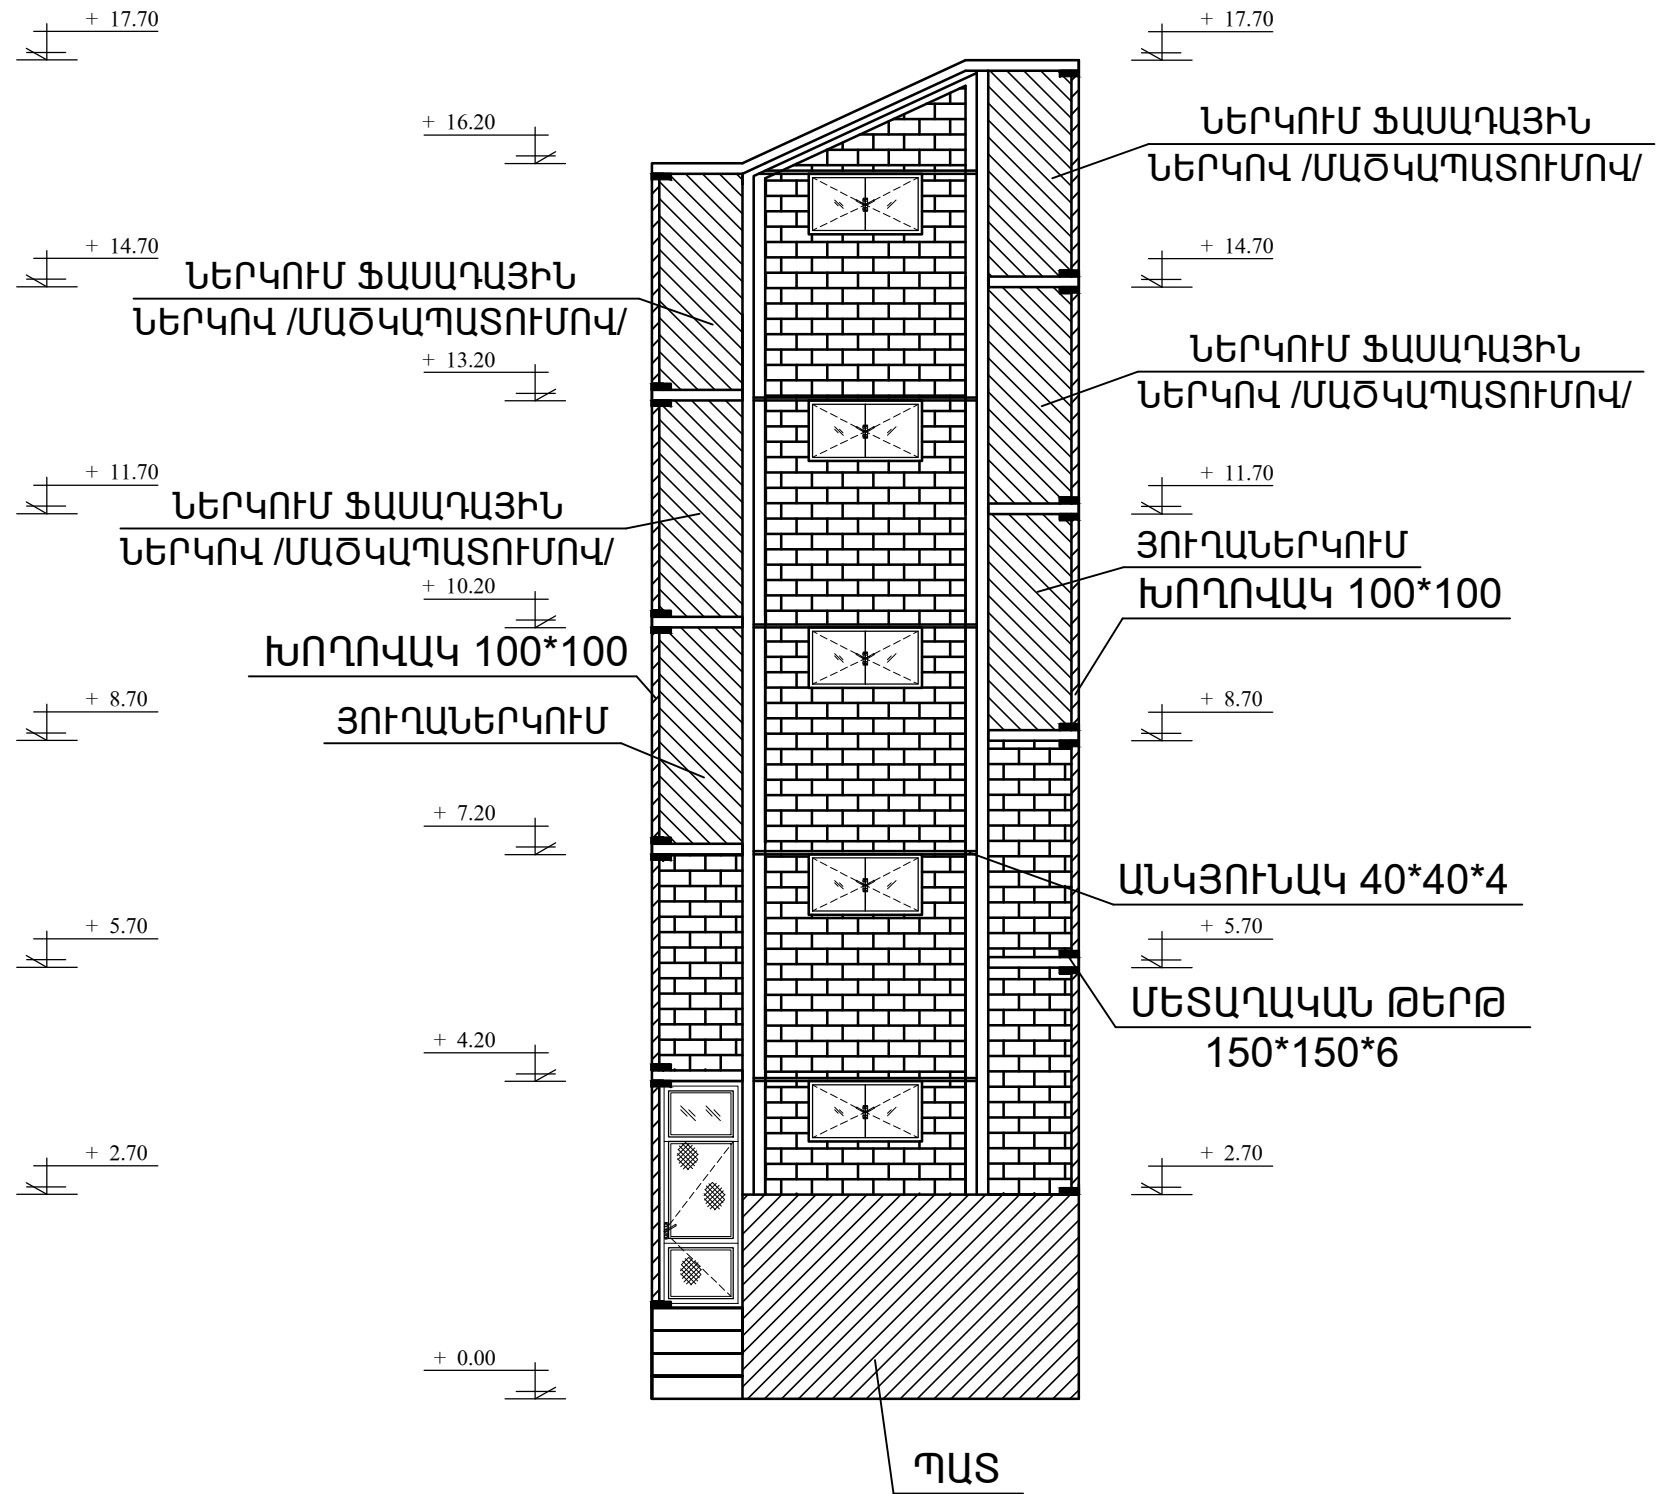 + 17.70
+ 17.70
+ 16.20
ՆԵՐԿՈՒՄ ՖԱՍԱԴԱՅԻՆ
ՆԵՐԿՈՎ /ՄԱԾԿԱՊԱՏՈՒՄՈՎ/
+ 14.70
+ 14.70
ՆԵՐԿՈՒՄ ՖԱՍԱԴԱՅԻՆ
ՆԵՐԿՈՎ /ՄԱԾԿԱՊԱՏՈՒՄՈՎ/
+ 13.20
ՆԵՐԿՈՒՄ ՖԱՍԱԴԱՅԻՆ
ՆԵՐԿՈՎ /ՄԱԾԿԱՊԱՏՈՒՄՈՎ/
+ 11.70
+ 11.70
ՆԵՐԿՈՒՄ ՖԱՍԱԴԱՅԻՆ
ՆԵՐԿՈՎ /ՄԱԾԿԱՊԱՏՈՒՄՈՎ/
ՅՈՒՂԱՆԵՐԿՈՒՄ
+ 10.20
ԽՈՂՈՎԱԿ 100*100
ԽՈՂՈՎԱԿ 100*100
+ 8.70
+ 8.70
ՅՈՒՂԱՆԵՐԿՈՒՄ
+ 7.20
ԱՆԿՅՈՒՆԱԿ 40*40*4
+ 5.70
+ 5.70
ՄԵՏԱՂԱԿԱՆ ԹԵՐԹ
150*150*6
+ 4.20
+ 2.70
+ 2.70
+ 0.00
ՊԱՏ